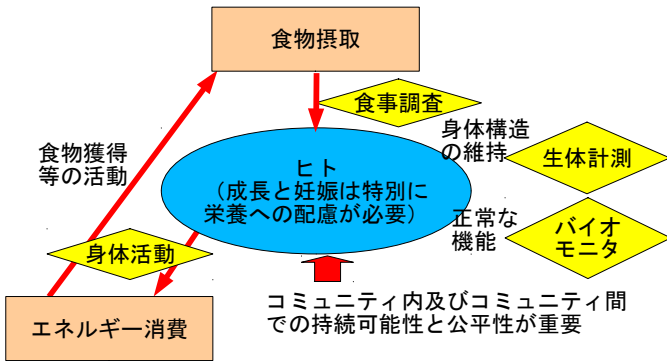 食物摂取
食事調査
身体構造
の維持
生体計測
食物獲得
等の活動
ヒト
（成長と妊娠は特別に
栄養への配慮が必要）
正常な
機能
バイオ
モニタ
身体活動
エネルギー消費
コミュニティ内及びコミュニティ間
での持続可能性と公平性が重要